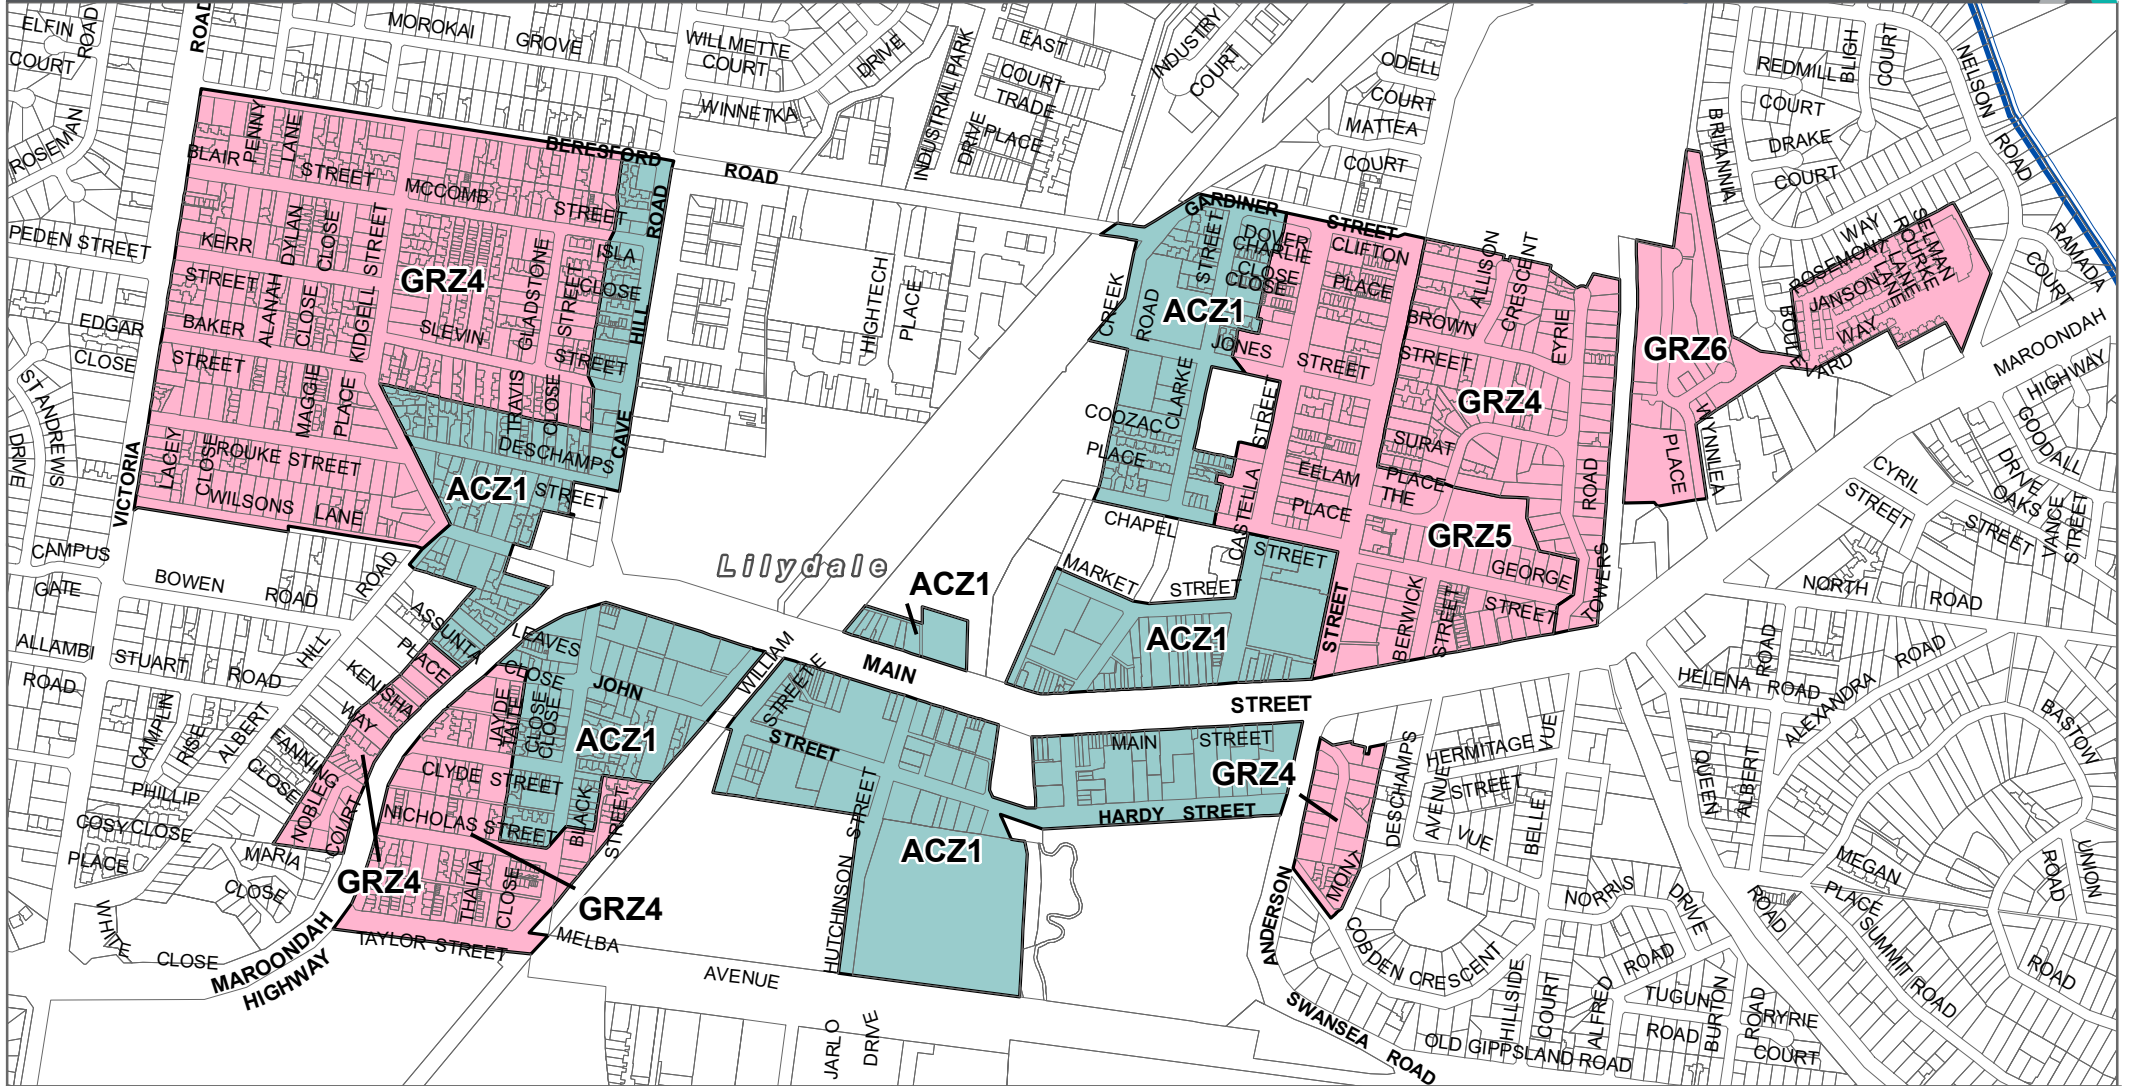 ELFIN
COURT
ROAD
ROAD
MOROKAI
GROVE
WILLMETTE
COURT
DRIVE
WINNETKA
INDUSTRIAL PARK
DRIVE
EAST
COURT
TRADE
PLACE
INDUSTRY
COURT
ODELL
COURT
MATTEA
COURT
BRITANNIA
REDMILL
COURT
BLIGH
COURT
DRAKE
COURT
NELSON ROAD
ROSEMAN
PENNY
LANE
BLAIR
STREET
MCCOMB
STREET
BERESFORD
ROAD
ROAD
GARDINER
STREET
STREET
DOVER
CHARLIE
CLOSE
CLOSE
CLIFTON
PLACE
ALLISON
CRESCENT
WAY
ROSEMONT
SELMAN
ROURKE
LANE
LANE
JANSON
WAY
BOULE
VARD
RAMADA
COURT
PEDEN STREET
KERR
STREET
DYLAN
CLOSE
STREET
KIDGELL
GRZ4
GLADSTONE
STREET
ISLA
CLOSE
HILL
ACZ1
CREEK
ROAD
JONES
STREET
BROWN
STREET
EYRIE
GRZ6
MAROONDAH
HIGHWAY
EDGAR
CLOSE
BAKER
STREET
ALANAH
CLOSE
SLEVIN
STREET
HIGHTECH
PLACE
ST ANDREWS
DRIVE
MAGGIE
PLACE
TRAVIS
CLOSE
CAVE
COOZAC
PLACE
CLARKE
STREET
GRZ4
SURAT
PLACE
WYNNLEA
PLACE
GOODALL
DRIVE
OAKS
VANCE
STREET
CYRIL
STREET
STREET
VICTORIA
LACEY
CLOSE
ROUKE STREET
WILSONS LANE
DESCHAMPS
STREET
ACZ1
EELAM
PLACE
THE
CASTELLA
ROAD
CHAPEL
STREET
GRZ5
CAMPUS
GATE
BOWEN
ROAD
ROAD
Lilydale
ACZ1
MARKET
STREET
GEORGE
STREET
TOWERS
NORTH
ROAD
ASSUNTA
PLACE
LEAVES
CLOSE
WILLIAM
STREET
MAIN
ACZ1
STREET
BERWICK
STREET
ALLAMBI
ROAD
STUART
ROAD
HILL
KENISHA
WAY
JOHN
STREET
STREET
HELENA ROAD
ROAD
ROAD
ALEXANDRA
BASTOW
CAMPLIN
RISE
ALBERT
FANNING
CLOSE
JAYDE
CLOSE
CLOSE
ACZ1
MAIN
STREET
GRZ4
DESCHAMPS
AVENUE
HERMITAGE
STREET
VUE
VUE
BELLE
QUEEN
ALBERT
PHILLIP
CLYDE
STREET
COSY CLOSE
PLACE
NOBLEG
COURT
NICHOLAS STREET
BLACK
STREET
HARDY STREET
MARIA
CLOSE
GRZ4
THALIA
CLOSE
GRZ4
STREET
HUTCHINSON
ACZ1
MONT
ANDERSON
NORRIS
DRIVE
ROAD
MEGAN
PLACE
SUMMIT ROAD
ROAD
UNION
ROAD
WHITE
CLOSE
MAROONDAH
HIGHWAY
TAYLOR STREET
MELBA
AVENUE
COBDEN CRESCENT
HILLSIDE
COURT
ALFRED
ROAD
TUGUN
ROAD
BURTON
ROAD
RYRIE
COURT
JARLO
DRIVE
SWANSEA
ROAD
OLD GIPPSLAND ROAD